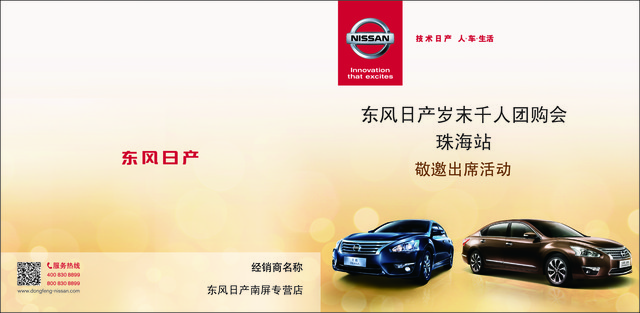 NISSAN
Innovation
that excites
技术日产 人·车·生活
东风日产岁末千人团购会
珠海站
敬邀出席活动
东风日产
服务热线
400 830 8899
800 830 8899
www.dongfeng-nissan.com
经销商名称
东风日产南屏专营店